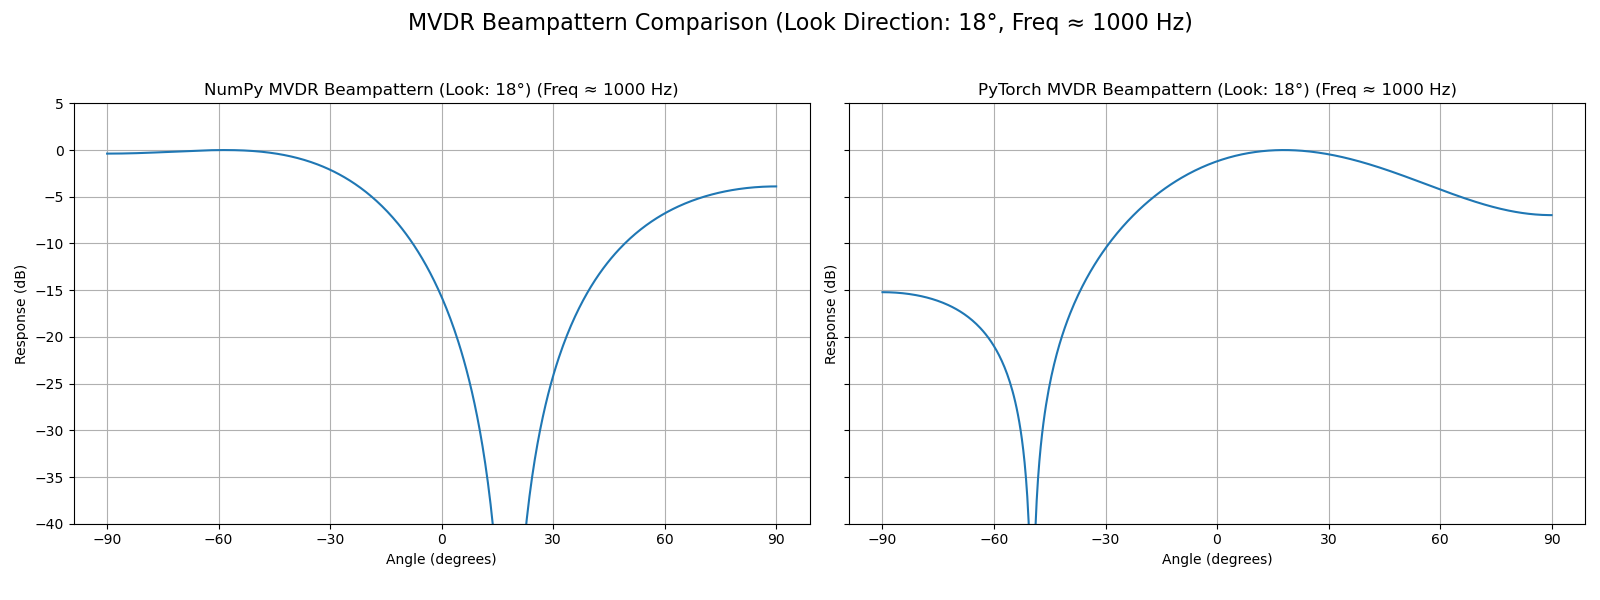 MVDR Beampattern Comparison (Look Direction: 18°, Freq ≈ 1000 Hz)
NumPy MVDR Beampattern (Look: 18°) (Freq ≈ 1000 Hz)
5
0
−5
−10
−15
−20
−25
−30
−35
−40
Response (dB)
−90 −60 −30 0 30 60 90
Angle (degrees)
PyTorch MVDR Beampattern (Look: 18°) (Freq ≈ 1000 Hz)
Response (dB)
−90 −60 −30 0 30 60 90
Angle (degrees)